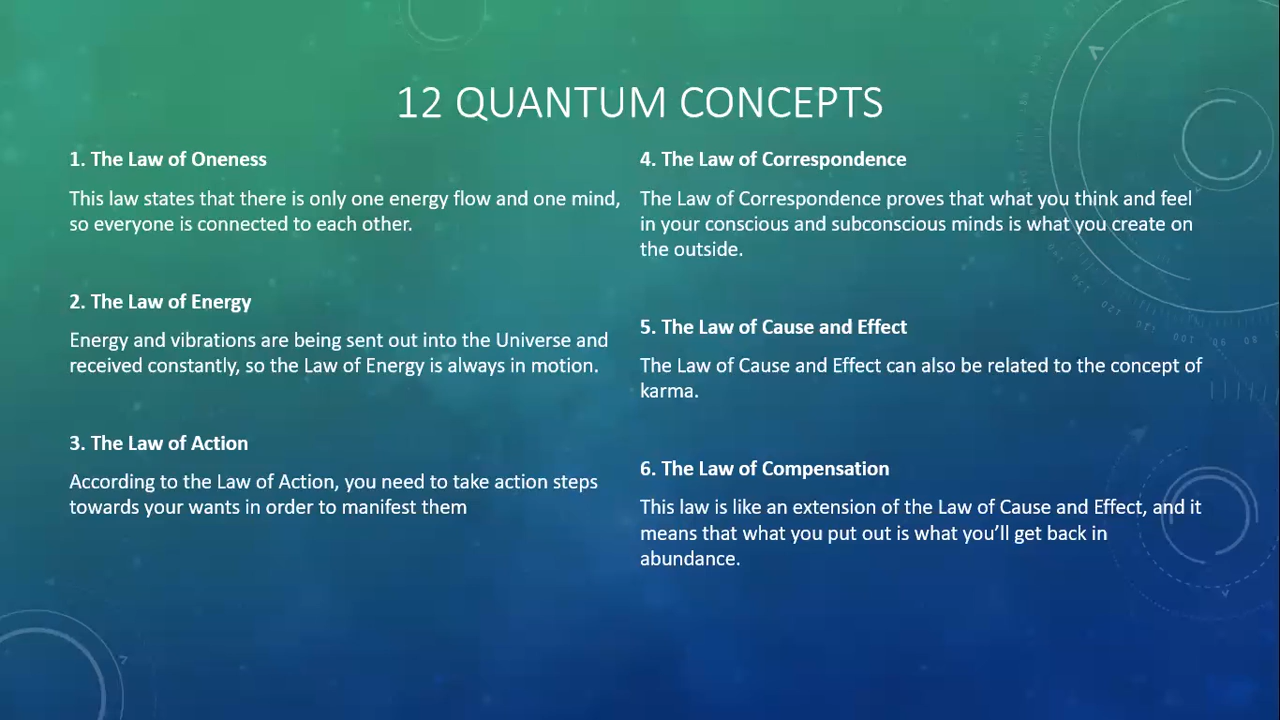 12 QUANTUM CONCEPTS
1. The Law of Oneness
This law states that there is only one energy flow and one mind,
so everyone is connected to each other.
2. The Law of Energy
Energy and vibrations are being sent out into the Universe and
received constantly, so the Law of Energy is always in motion.
3. The Law of Action
According to the Law of Action, you need to take action steps
towards your wants in order to manifest them
4. The Law of Correspondence
The Law of Correspondence proves that what you think and feel
in your conscious and subconscious minds is what you create on
the outside.
5. The Law of Cause and Effect
The Law of Cause and Effect can also be related to the concept of
karma.
6. The Law of Compensation
This law is like an extension of the Law of Cause and Effect, and it
means that what you put out is what you’ll get back in
abundance.